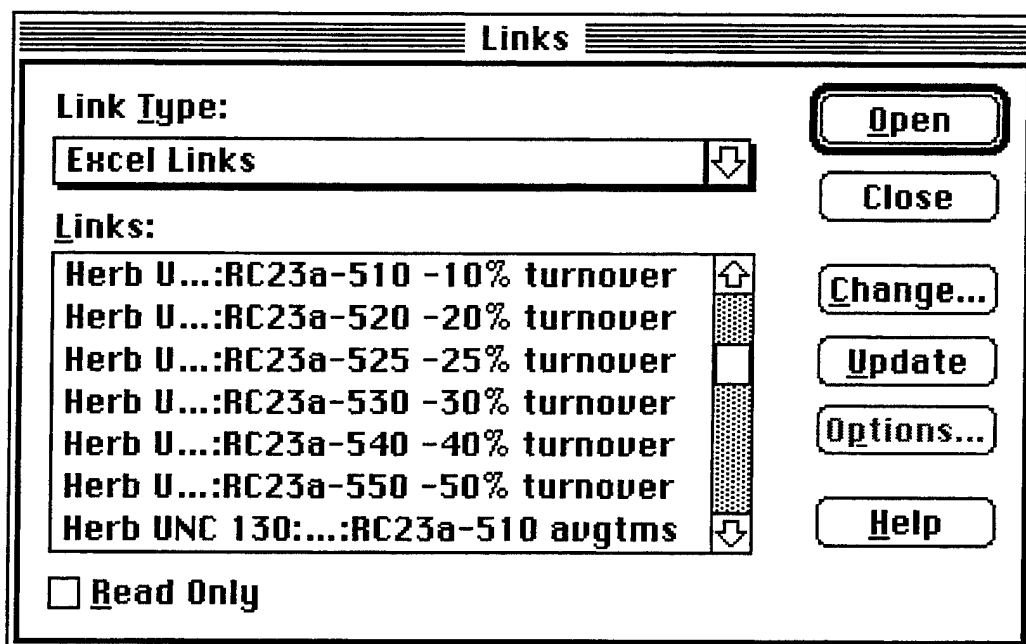 Links
Link Type:
Excel Links
Links:
Herb U...:RC23a-510 -10% turnover
Herb U...:RC23a-520 -20% turnover
Herb U...:RC23a-525 -25% turnover
Herb U...:RC23a-530 -30% turnover
Herb U...:RC23a-540 -40% turnover
Herb U...:RC23a-550 -50% turnover
Herb UNC 130:...:RC23a-510 avgtms
Read Only
Open
Close
Change...
Update
Options...
Help